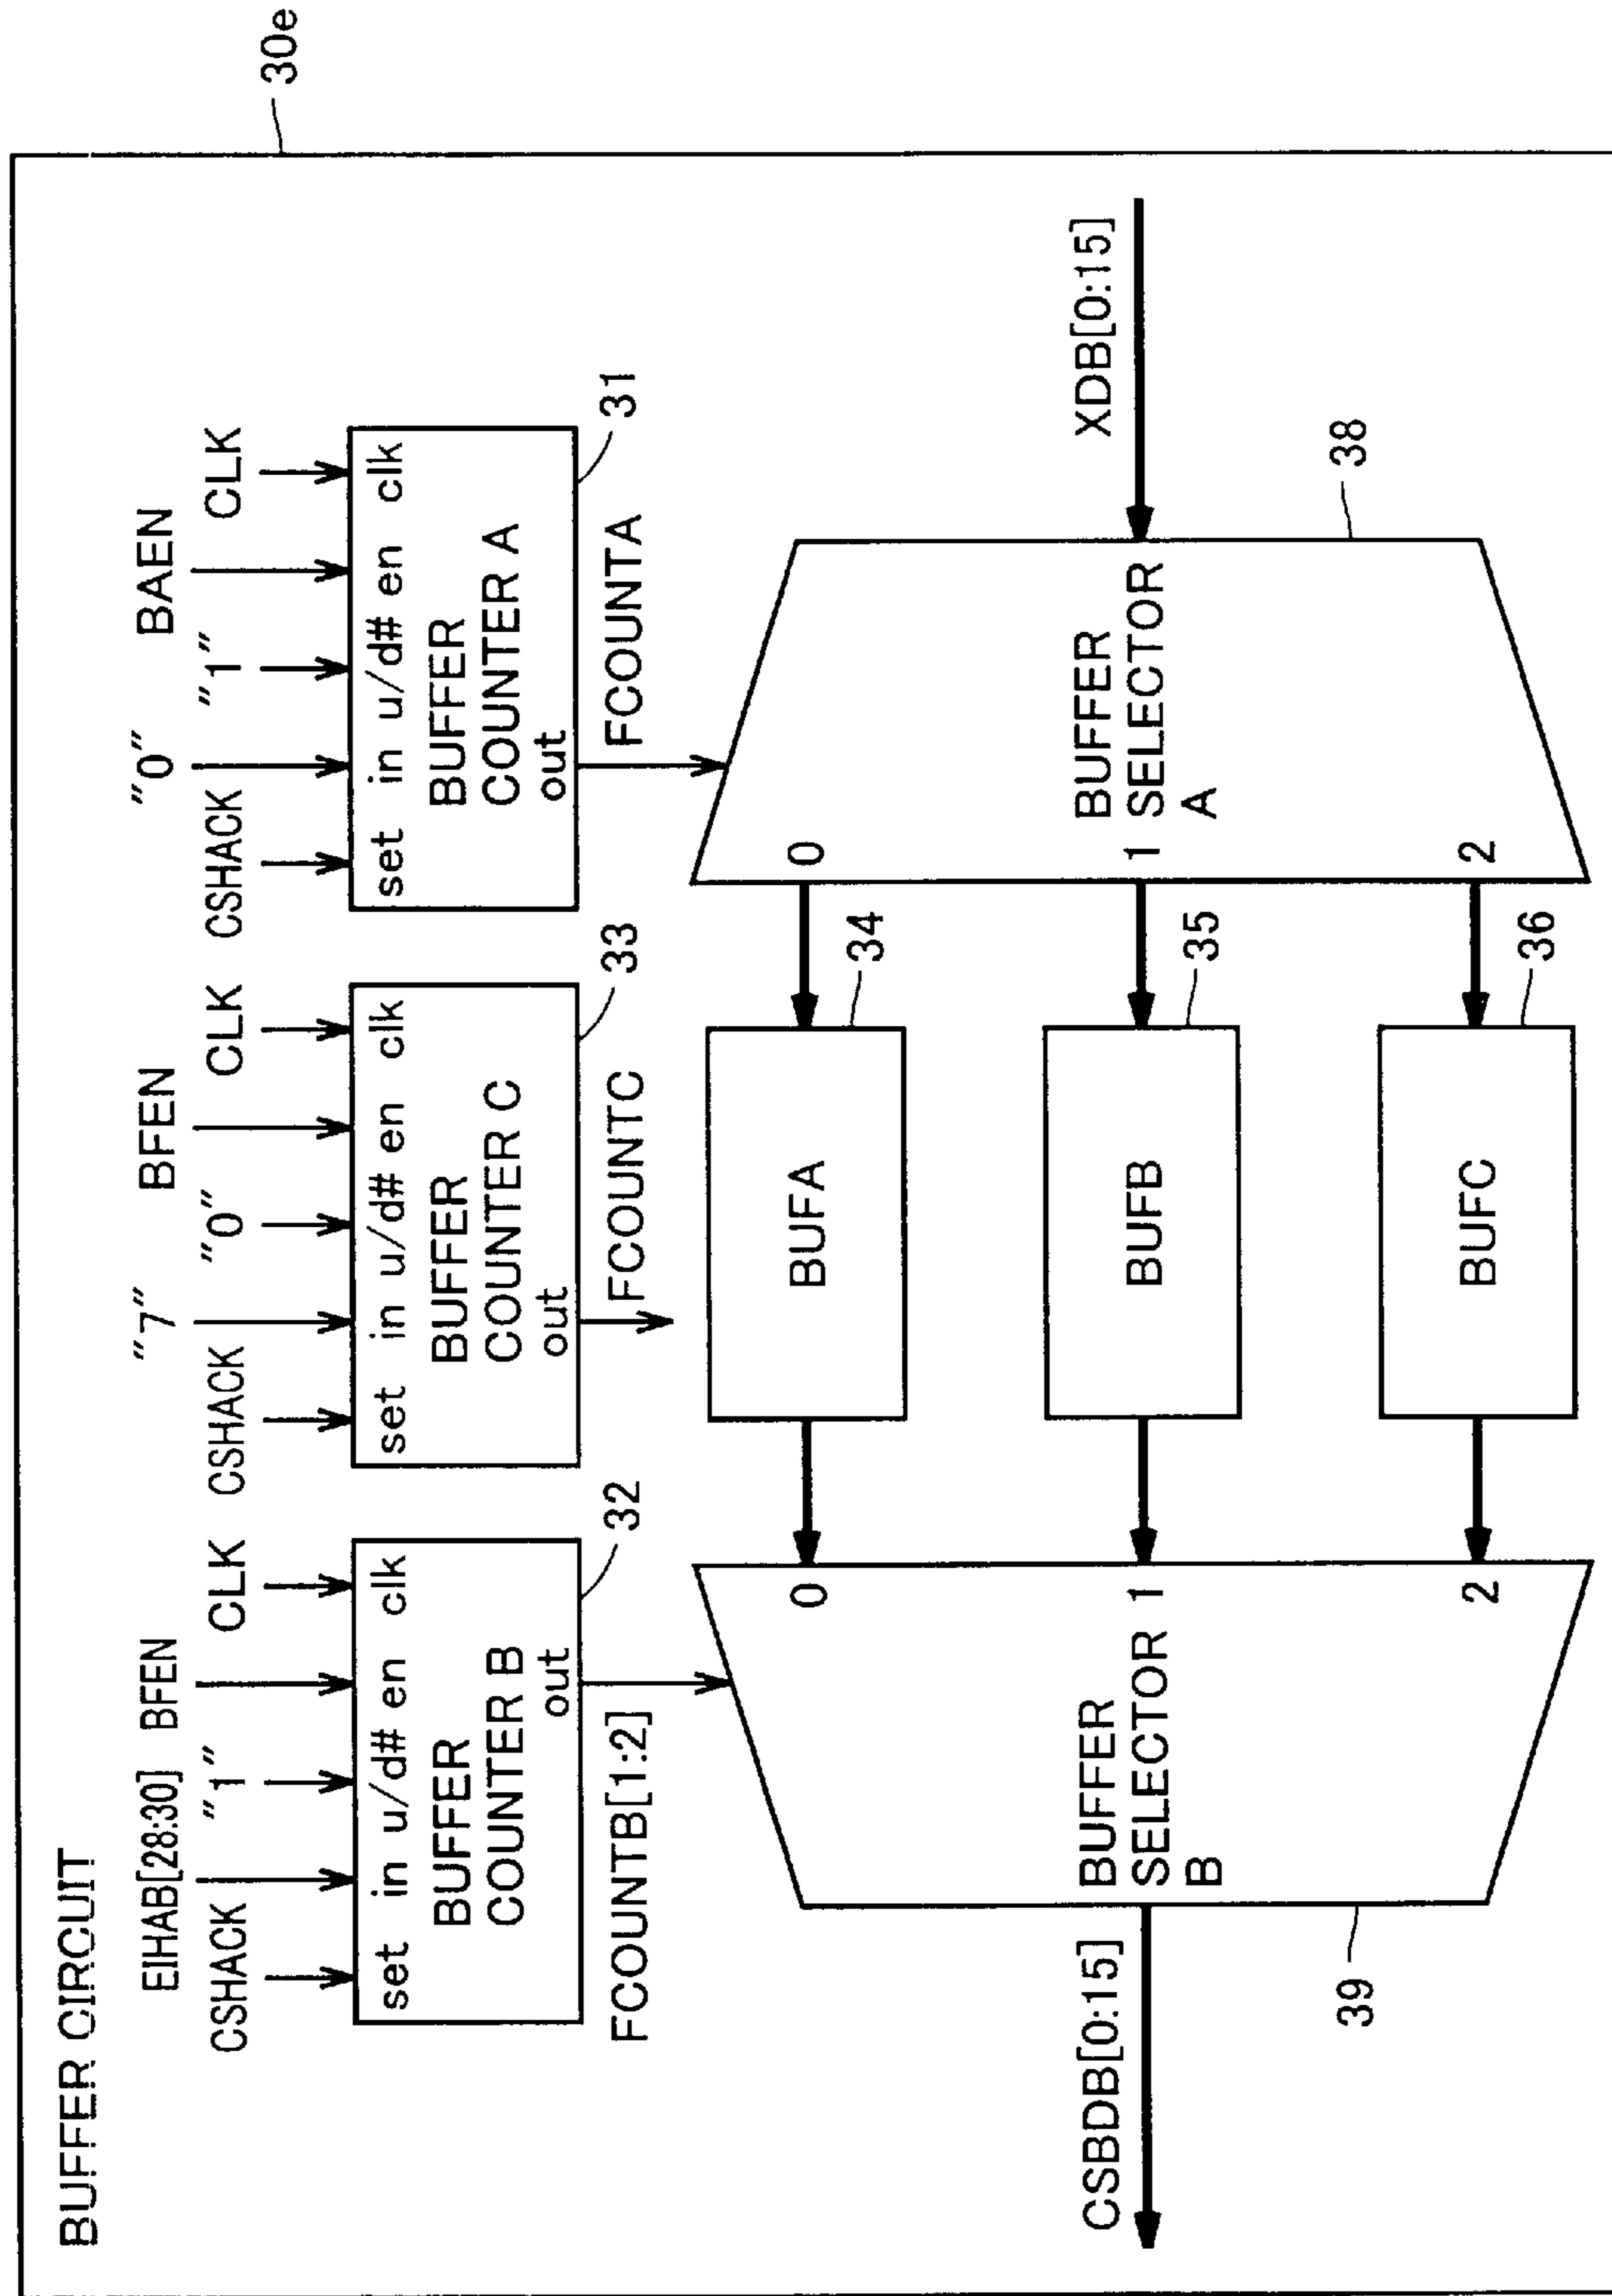 BUFFER CIRCUIT
30e
EIHAB[28:30] BFEN
"7" BFEN
"0" BAEN
CSHACK "1" CLK
CSHACK "0" CLK
CSHACK "1" CLK
set in u/d# en clk
BUFFER
COUNTER B
out
32
set in u/d# en clk
BUFFER
COUNTER C
out
33
set in u/d# en clk
BUFFER
COUNTER A
out
31
FCOUNTB[1:2]
FCOUNTC
FCOUNTA
0
BUFA
34
0
CSBDB[0:15]
BUFFER
SELECTOR 1
B
BUFB
35
1
BUFFER
SELECTOR
A
XDB[0:15]
2
BUFC
36
2
39
38